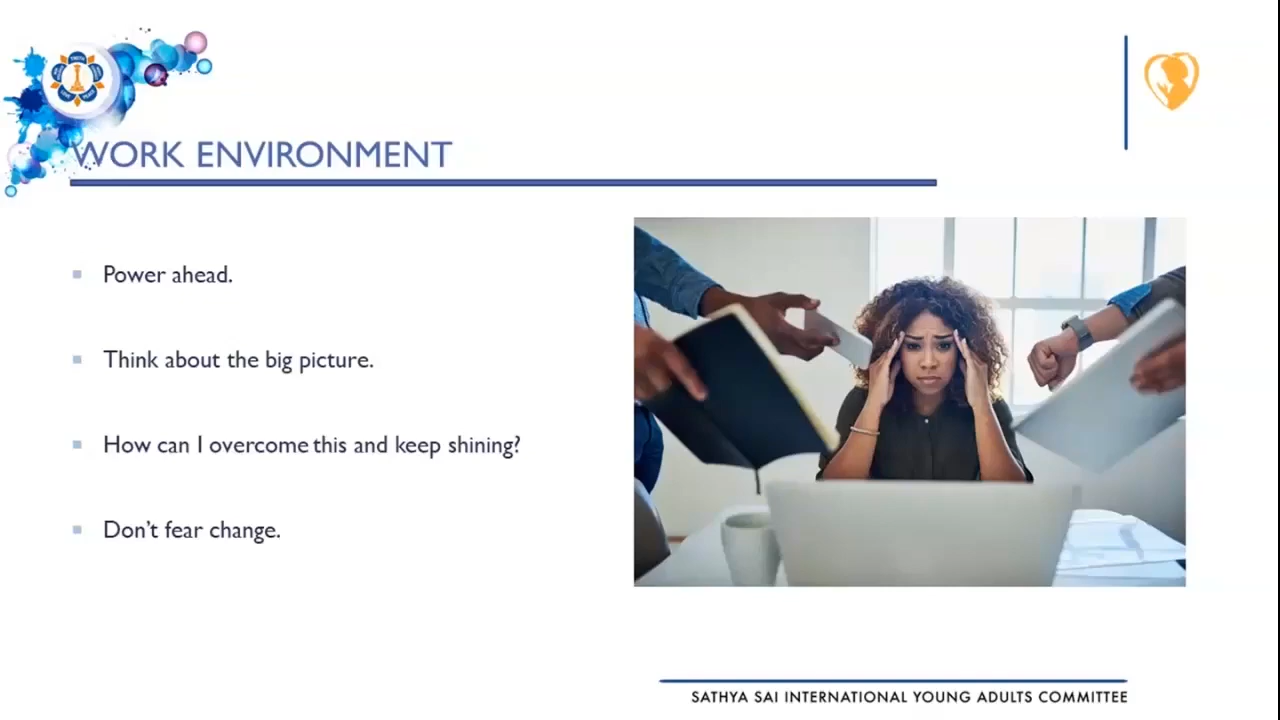 WORK ENVIRONMENT
Power ahead.
Think about the big picture.
How can I overcome this and keep shining?
Don't fear change.
SATHYA SAI INTERNATIONAL YOUNG ADULTS COMMITTEE